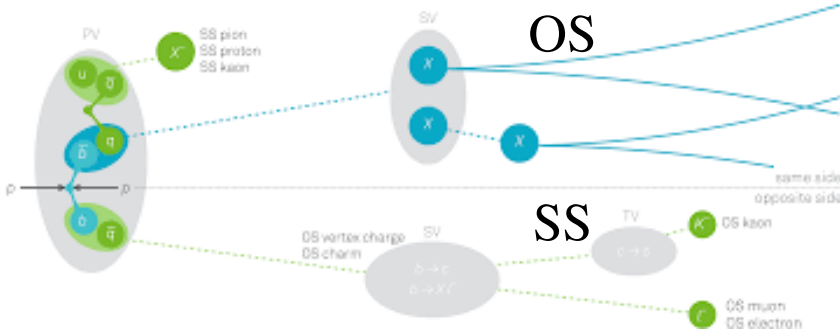 PV
SS pion
SS proton
SS kaon
X⁻
u
q̄
q
b̄
p
p
b
q̄
SV
OS
X
X
X
same side
opposite side
SS
OS vertex charge
OS charm
SV
b→c
TV
c→s
K⁻
OS kaon
OS muon
OS electron